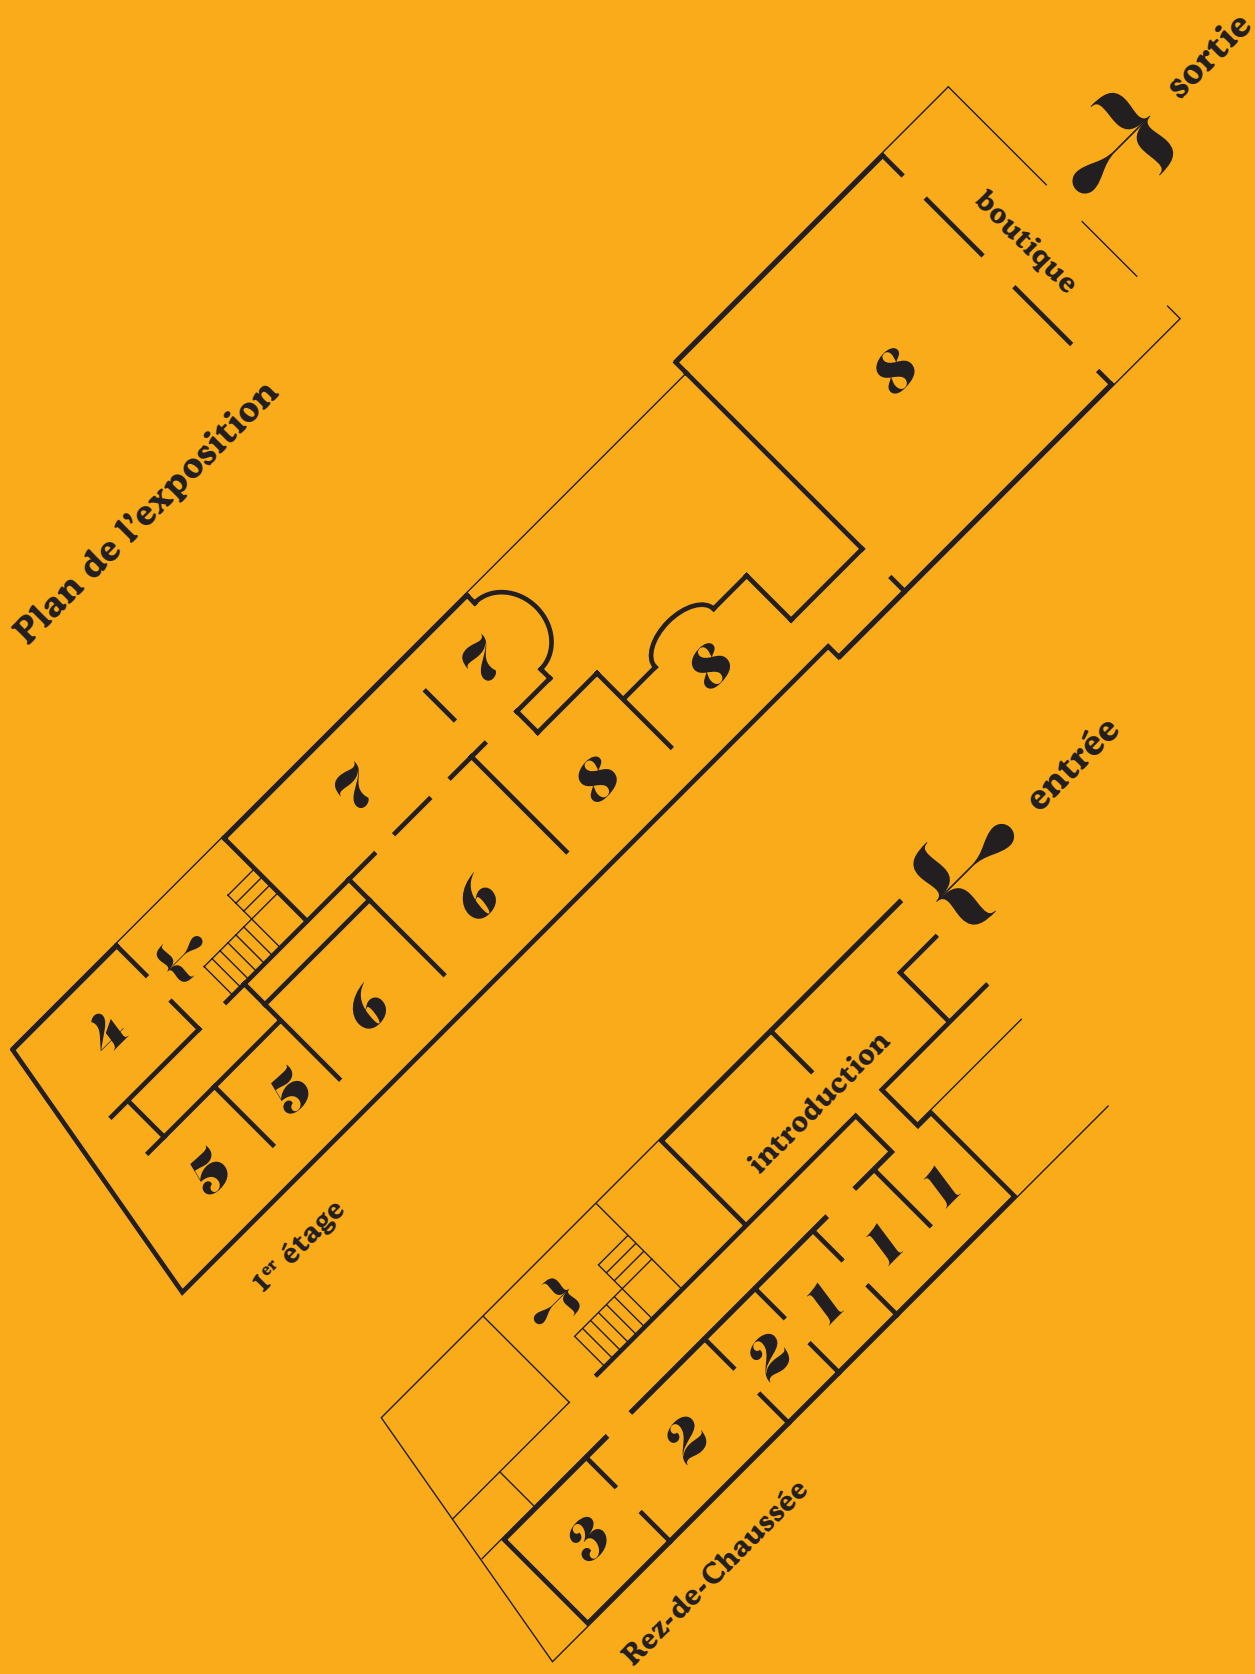 Plan de l’exposition
sortie
boutique
8
7
8
7
8
6
4
6
5
5
1er étage
entrée
introduction
1
1
1
2
2
3
Rez-de-Chaussée